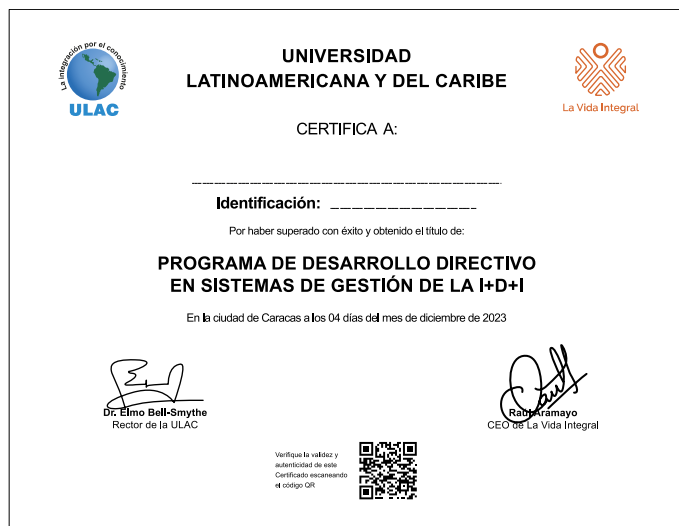 La integración por el conocimiento
ULAC
UNIVERSIDAD
LATINOAMERICANA Y DEL CARIBE
La Vida Integral
CERTIFICA A:
Identificación:
Por haber superado con éxito y obtenido el título de:
PROGRAMA DE DESARROLLO DIRECTIVO
EN SISTEMAS DE GESTIÓN DE LA I+D+I
En la ciudad de Caracas a los 04 días del mes de diciembre de 2023
Dr. Elmo Bell-Smythe
Rector de la ULAC
Raúl Aramayo
CEO de La Vida Integral
Verifique la validez y
autenticidad de este
Certificado escaneando
el código QR